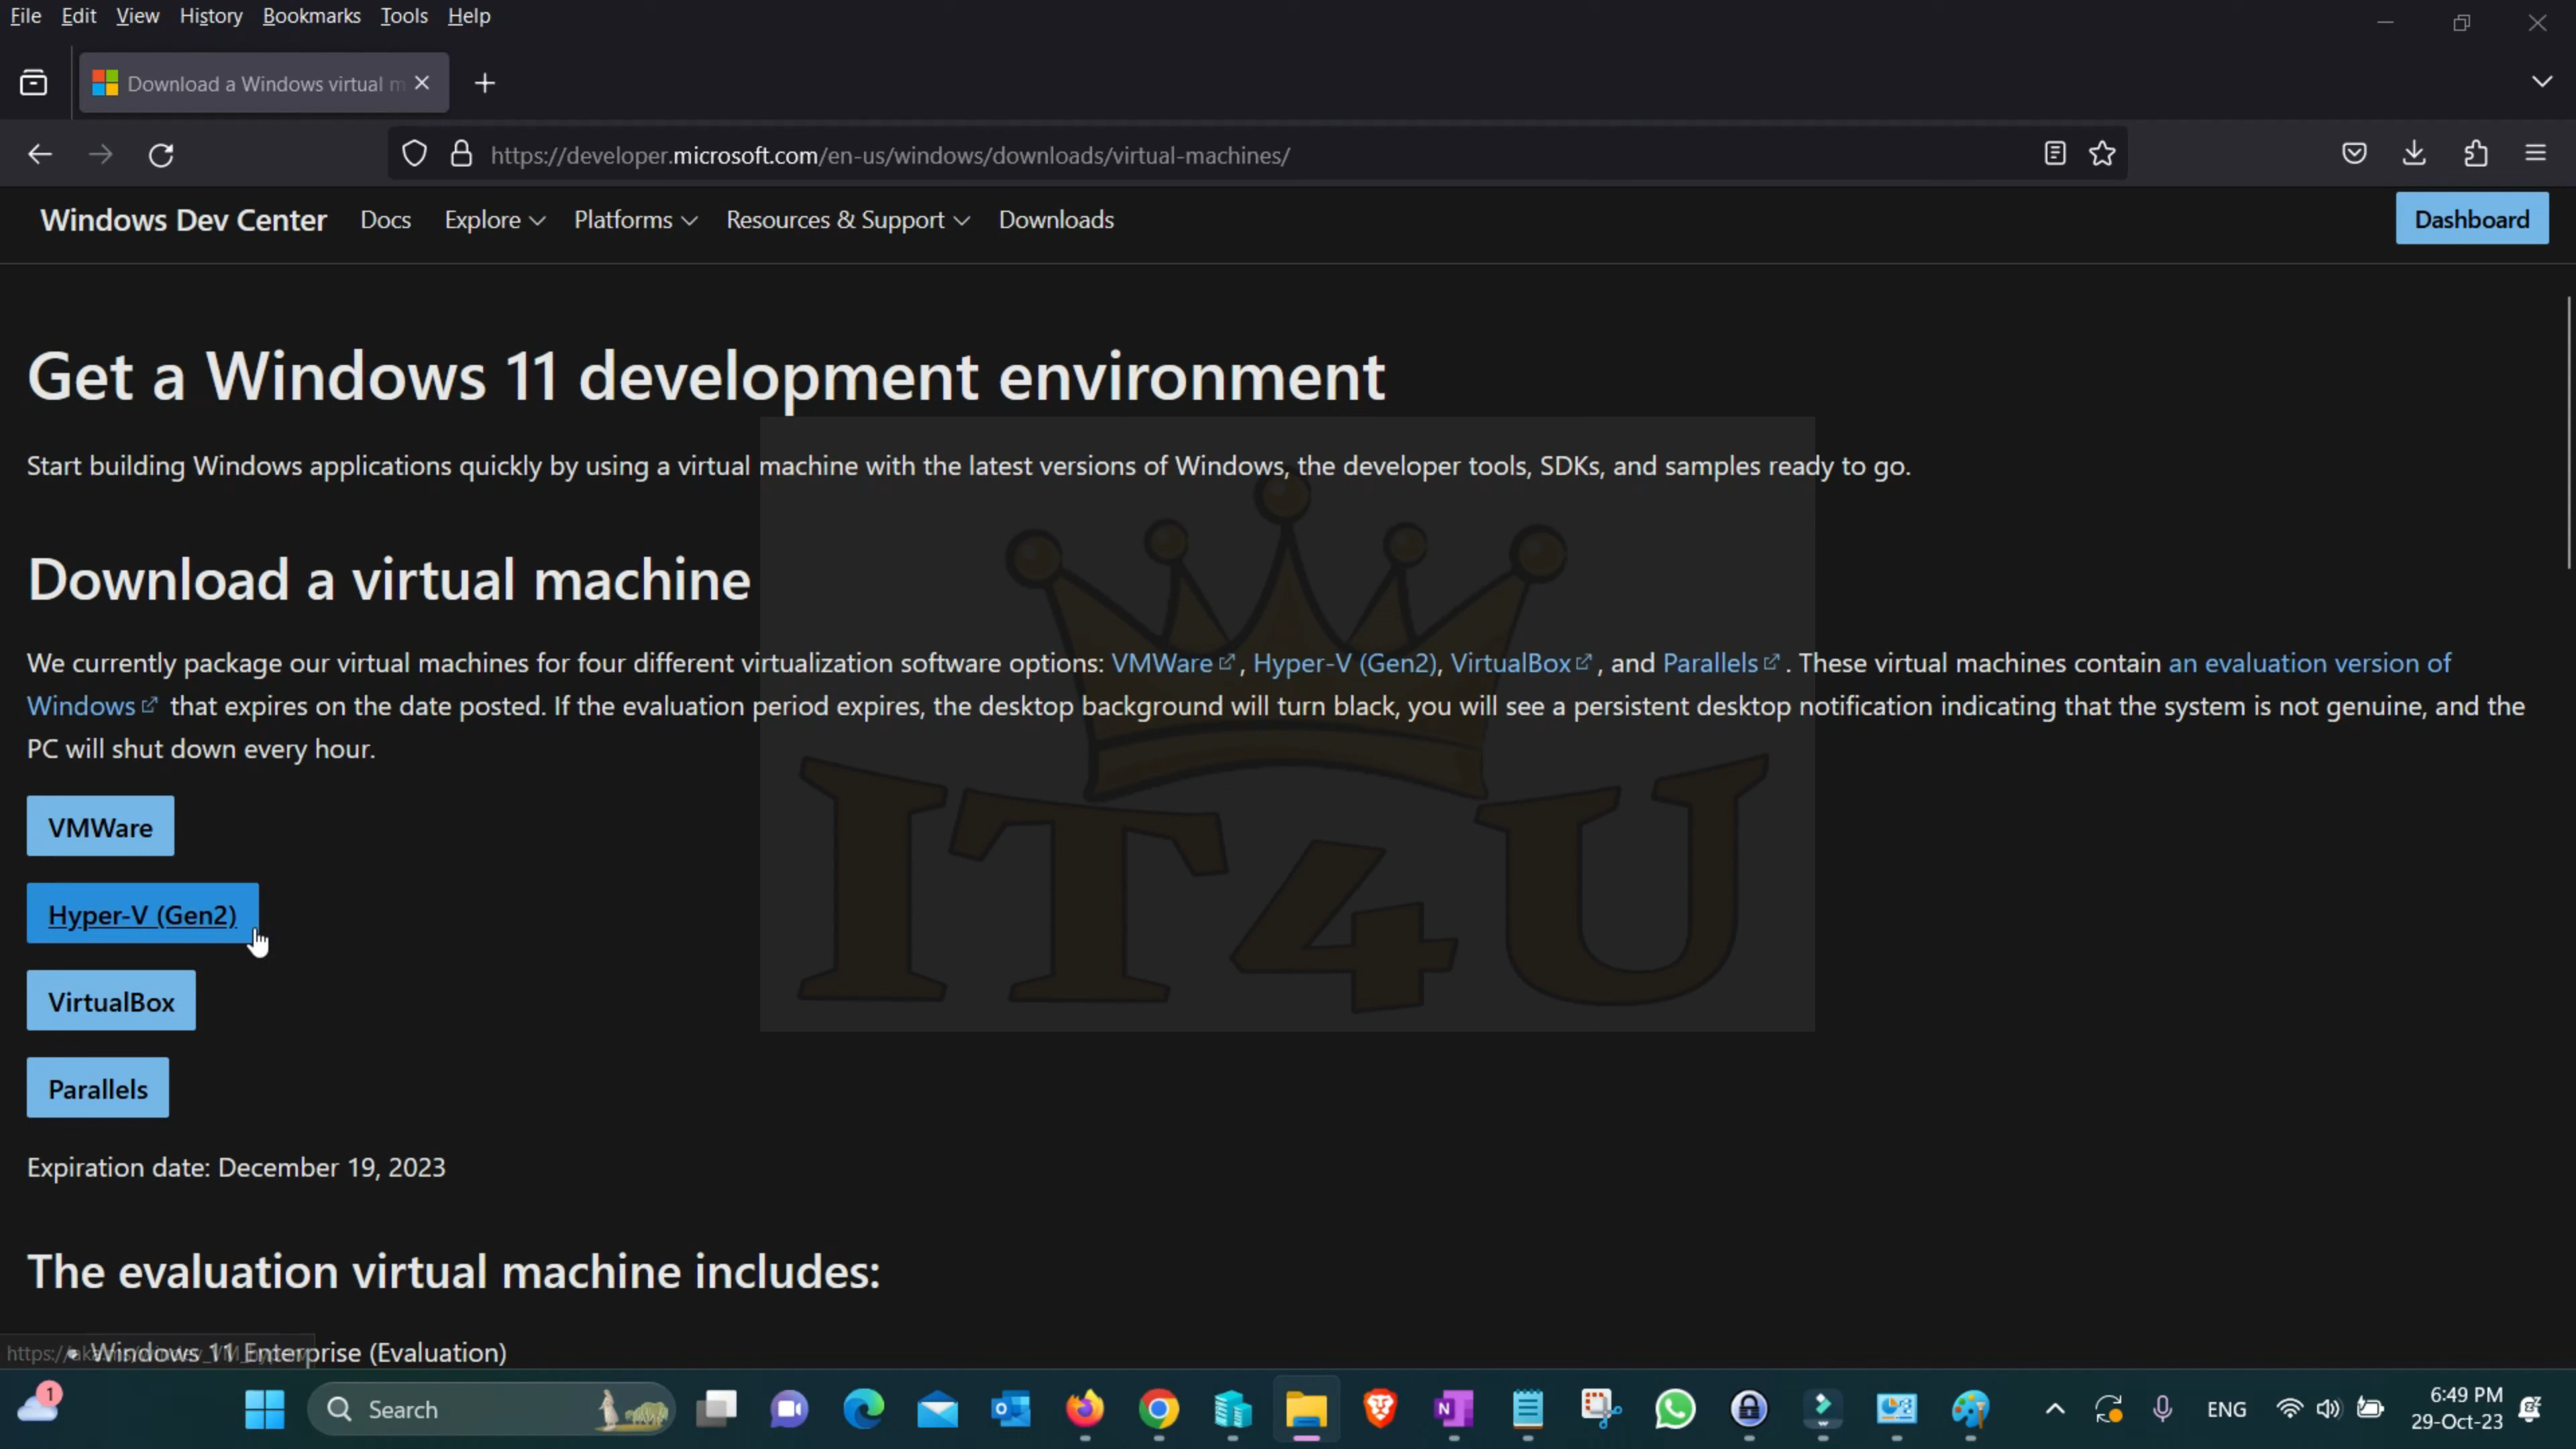 File Edit View History Bookmarks Tools Help
Download a Windows virtual m
https://developer.microsoft.com/en-us/windows/downloads/virtual-machines/
Windows Dev Center Docs Explore Platforms Resources & Support Downloads Dashboard
Get a Windows 11 development environment
Start building Windows applications quickly by using a virtual machine with the latest versions of Windows, the developer tools, SDKs, and samples ready to go.
Download a virtual machine
We currently package our virtual machines for four different virtualization software options: VMWare, Hyper-V (Gen2), VirtualBox, and Parallels. These virtual machines contain an evaluation version of
Windows that expires on the date posted. If the evaluation period expires, the desktop background will turn black, you will see a persistent desktop notification indicating that the system is not genuine, and the
PC will shut down every hour.
IT4U
VMWare
Hyper-V (Gen2)
VirtualBox
Parallels
Expiration date: December 19, 2023
The evaluation virtual machine includes:
Windows 11 Enterprise (Evaluation)
1
Search
ENG
6:49 PM
29-Oct-23